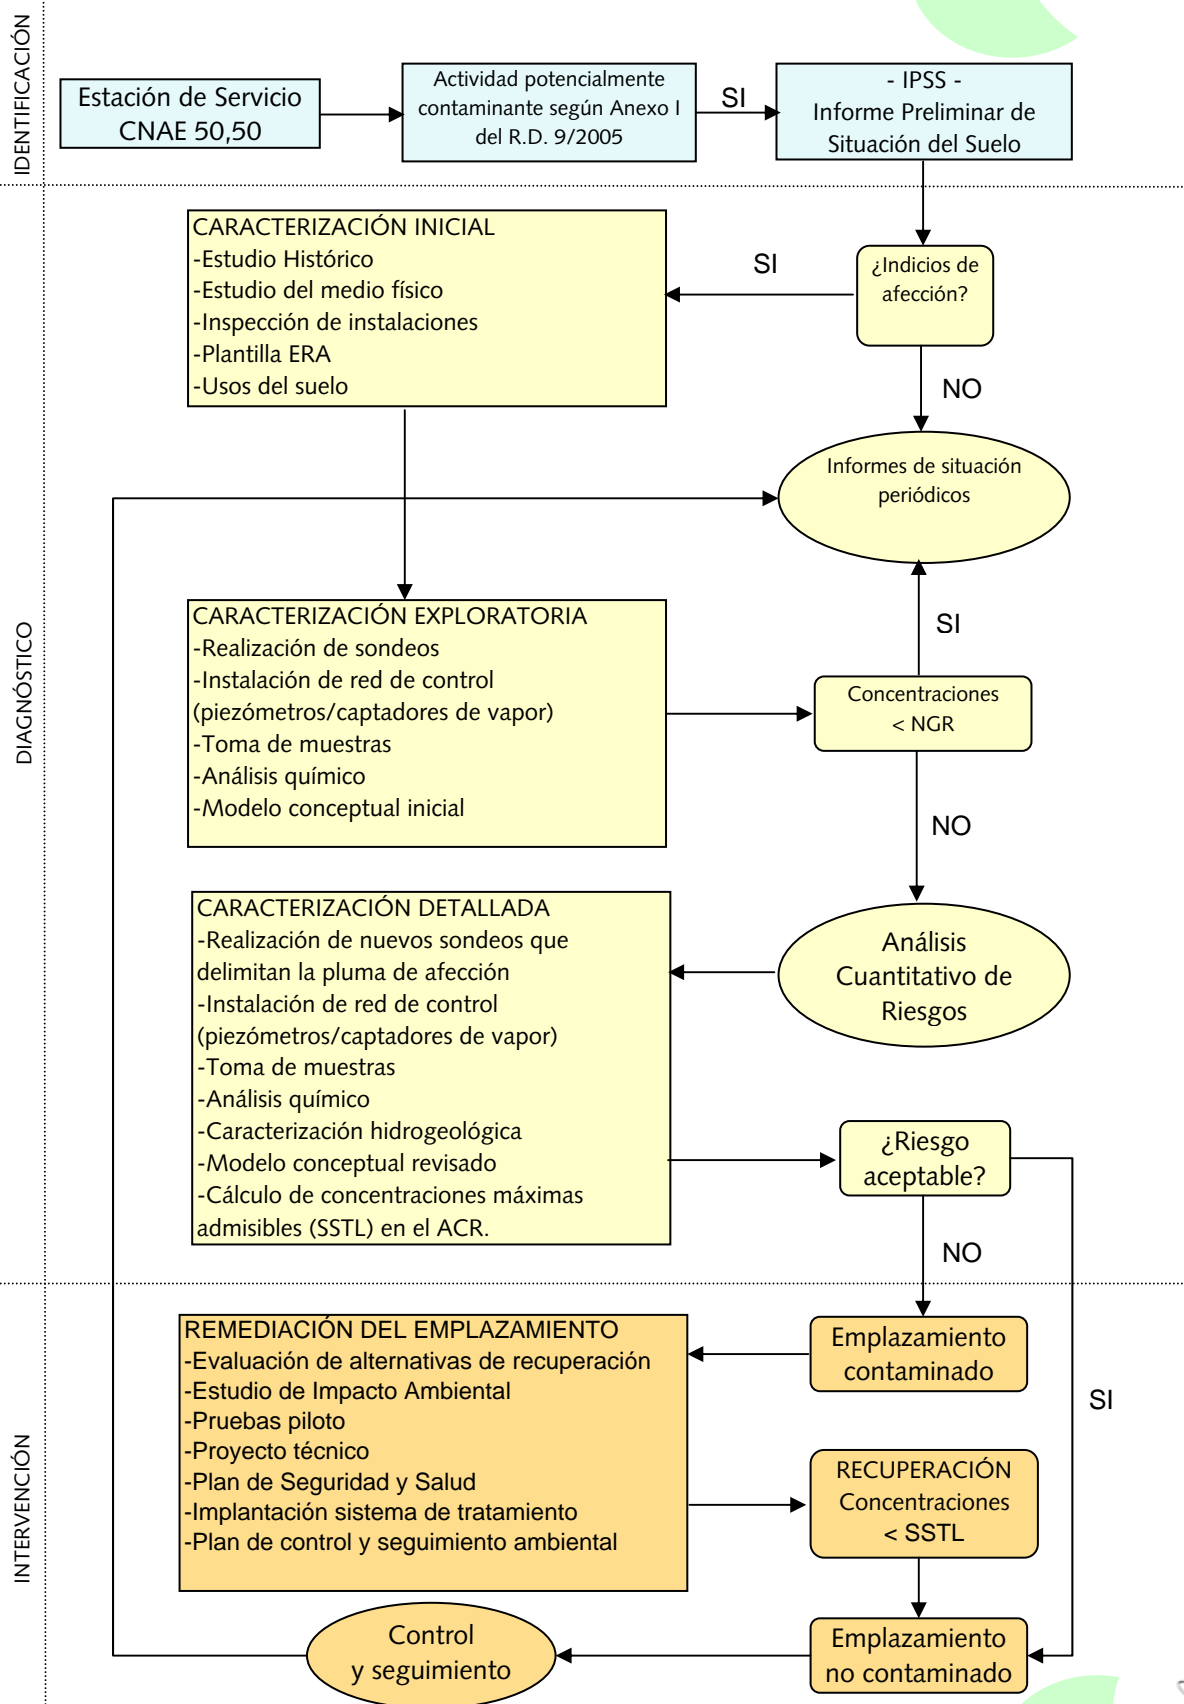 IDENTIFICACIÓN
Estación de Servicio
CNAE 50,50
Actividad potencialmente
contaminante según Anexo I
del R.D. 9/2005
SI
- IPSS -
Informe Preliminar de
Situación del Suelo
DIAGNÓSTICO
CARACTERIZACIÓN INICIAL
-Estudio Histórico
-Estudio del medio físico
-Inspección de instalaciones
-Plantilla ERA
-Usos del suelo
SI
¿Indicios de
afección?
NO
Informes de situación
periódicos
CARACTERIZACIÓN EXPLORATORIA
-Realización de sondeos
-Instalación de red de control
(piezómetros/captadores de vapor)
-Toma de muestras
-Análisis químico
-Modelo conceptual inicial
SI
Concentraciones
< NGR
NO
Análisis
Cuantitativo de
Riesgos
CARACTERIZACIÓN DETALLADA
-Realización de nuevos sondeos que
delimitan la pluma de afección
-Instalación de red de control
(piezómetros/captadores de vapor)
-Toma de muestras
-Análisis químico
-Caracterización hidrogeológica
-Modelo conceptual revisado
-Cálculo de concentraciones máximas
admisibles (SSTL) en el ACR.
¿Riesgo
aceptable?
NO
SI
INTERVENCIÓN
Emplazamiento
contaminado
REMEDIACIÓN DEL EMPLAZAMIENTO
-Evaluación de alternativas de recuperación
-Estudio de Impacto Ambiental
-Pruebas piloto
-Proyecto técnico
-Plan de Seguridad y Salud
-Implantación sistema de tratamiento
-Plan de control y seguimiento ambiental
RECUPERACIÓN
Concentraciones
< SSTL
Emplazamiento
no contaminado
Control
y seguimiento